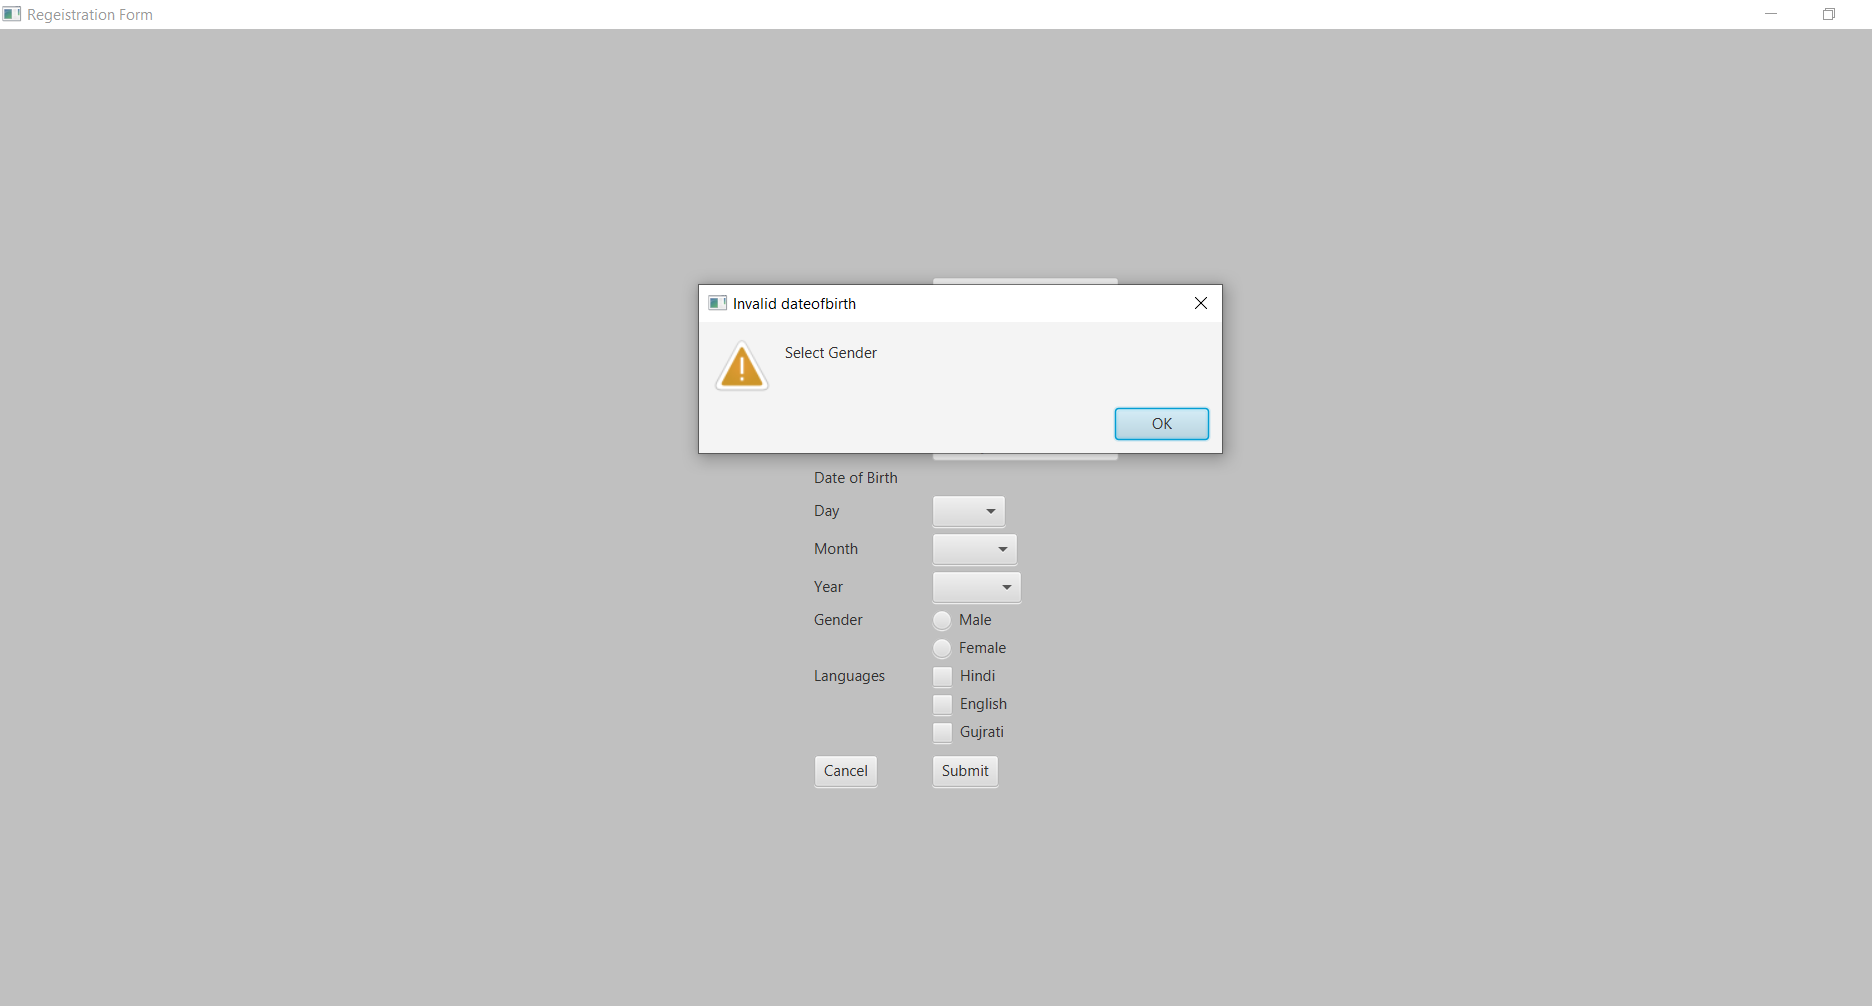 Regeistration Form
Invalid dateofbirth
Select Gender
OK
Date of Birth
Day
Month
Year
Gender
Male
Female
Languages
Hindi
English
Gujrati
Cancel
Submit